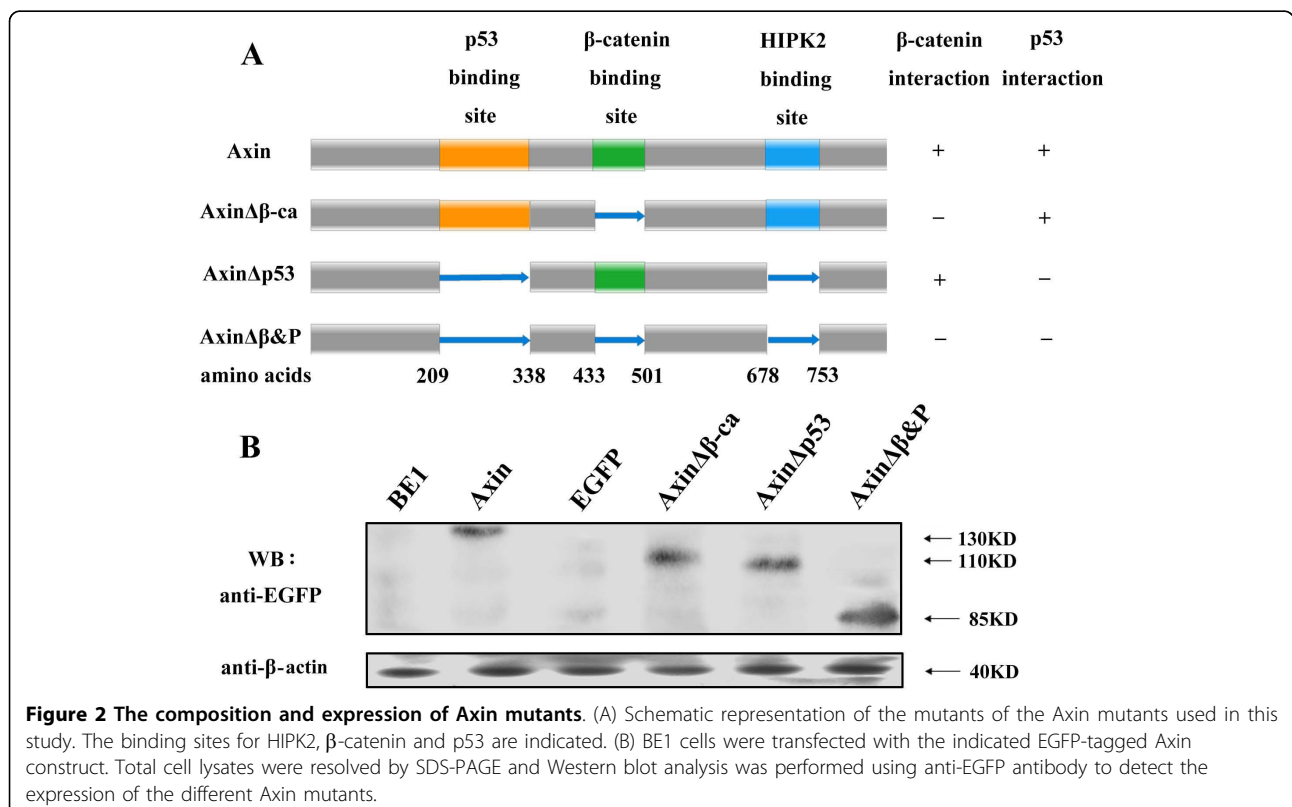 A
p53 binding site
β-catenin binding site
HIPK2 binding site
β-catenin interaction
p53 interaction
Axin + +
AxinΔβ-ca − +
AxinΔp53 + −
AxinΔβ&P − −
amino acids 209 338 433 501 678 753
B
BE1 Axin EGFP AxinΔβ-ca AxinΔp53 AxinΔβ&P
WB :
anti-EGFP
← 130KD
← 110KD
← 85KD
anti-β-actin ← 40KD
Figure 2 The composition and expression of Axin mutants. (A) Schematic representation of the mutants of the Axin mutants used in this
study. The binding sites for HIPK2, β-catenin and p53 are indicated. (B) BE1 cells were transfected with the indicated EGFP-tagged Axin
construct. Total cell lysates were resolved by SDS-PAGE and Western blot analysis was performed using anti-EGFP antibody to detect the
expression of the different Axin mutants.